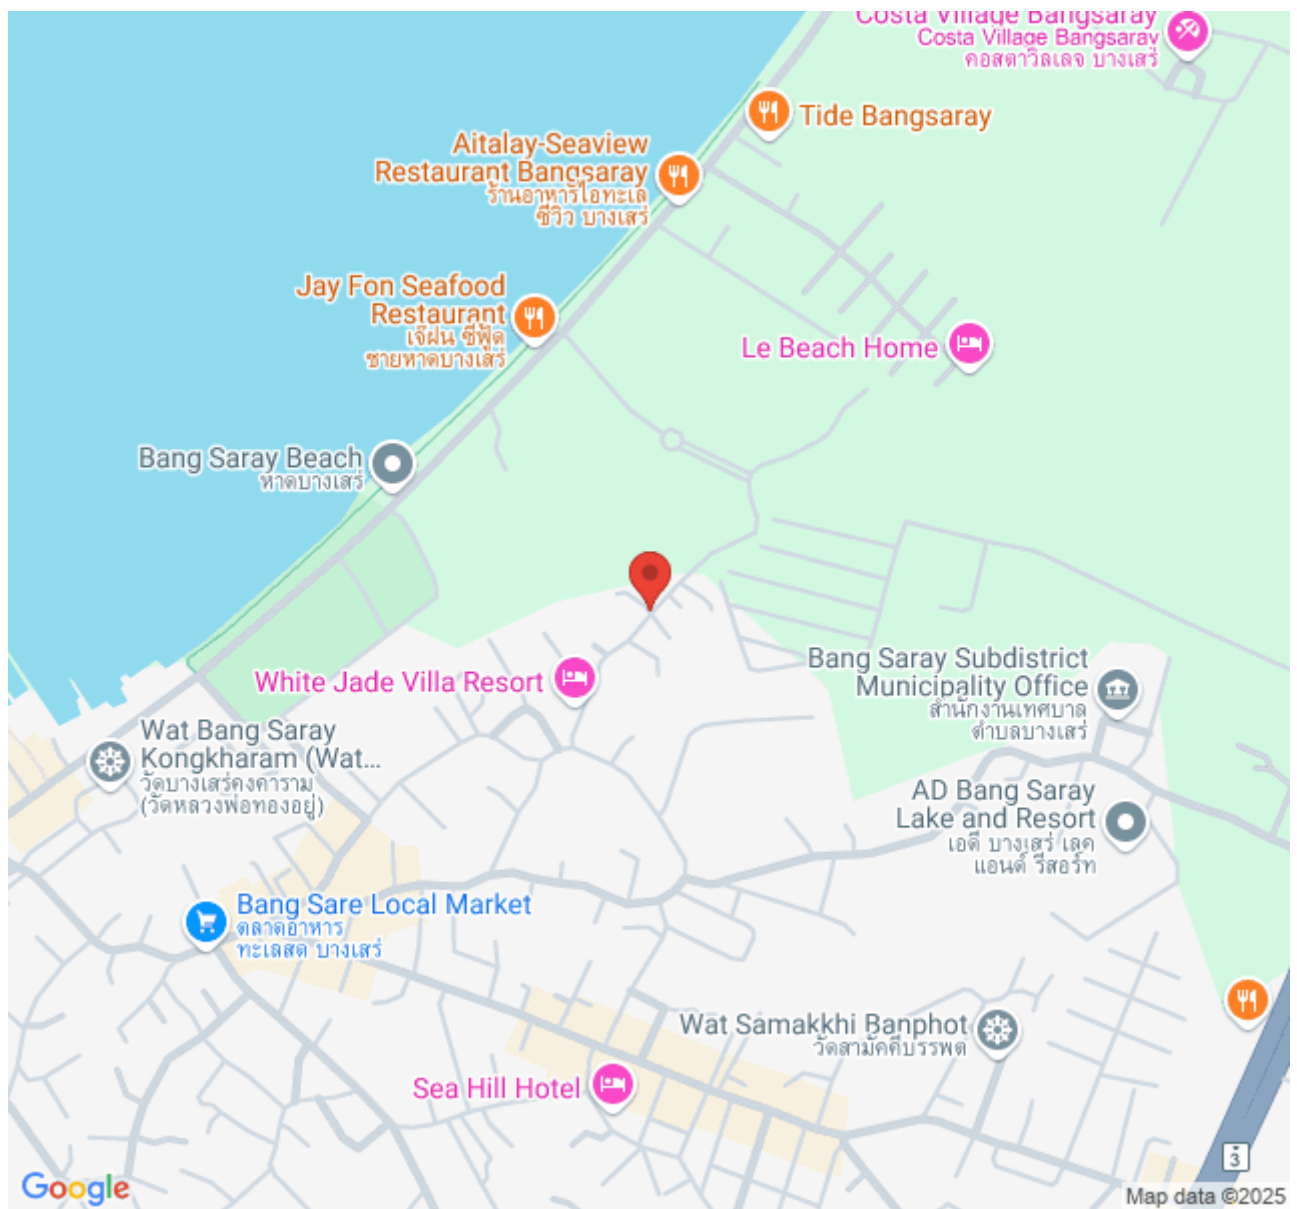 Costa Village Bangsaray
Costa Village Bangsaray
คอสตาวิลเลจ บางเสร่
Tide Bangsaray
Aitalay-Seaview
Restaurant Bangsaray
ร้านอาหารไอทะเล
ซีวิว บางเสร่
Jay Fon Seafood
Restaurant
เจ๊ฝน ซีฟู้ด
ชายหาดบางเสร่
Le Beach Home
Bang Saray Beach
หาดบางเสร่
White Jade Villa Resort
Bang Saray Subdistrict
Municipality Office
สำนักงานเทศบาล
ตำบลบางเสร่
Wat Bang Saray
Kongkharam (Wat...
วัดบางเสร่คงคาราม
(วัดหลวงพ่อทองอยู่)
AD Bang Saray
Lake and Resort
เอดี บางเสร่ เลค
แอนด์ รีสอร์ท
Bang Sare Local Market
ตลาดอาหาร
ทะเลสด บางเสร่
Wat Samakkhi Banphot
วัดสามัคคีบรรพต
Sea Hill Hotel
3
Google
Map data ©2025